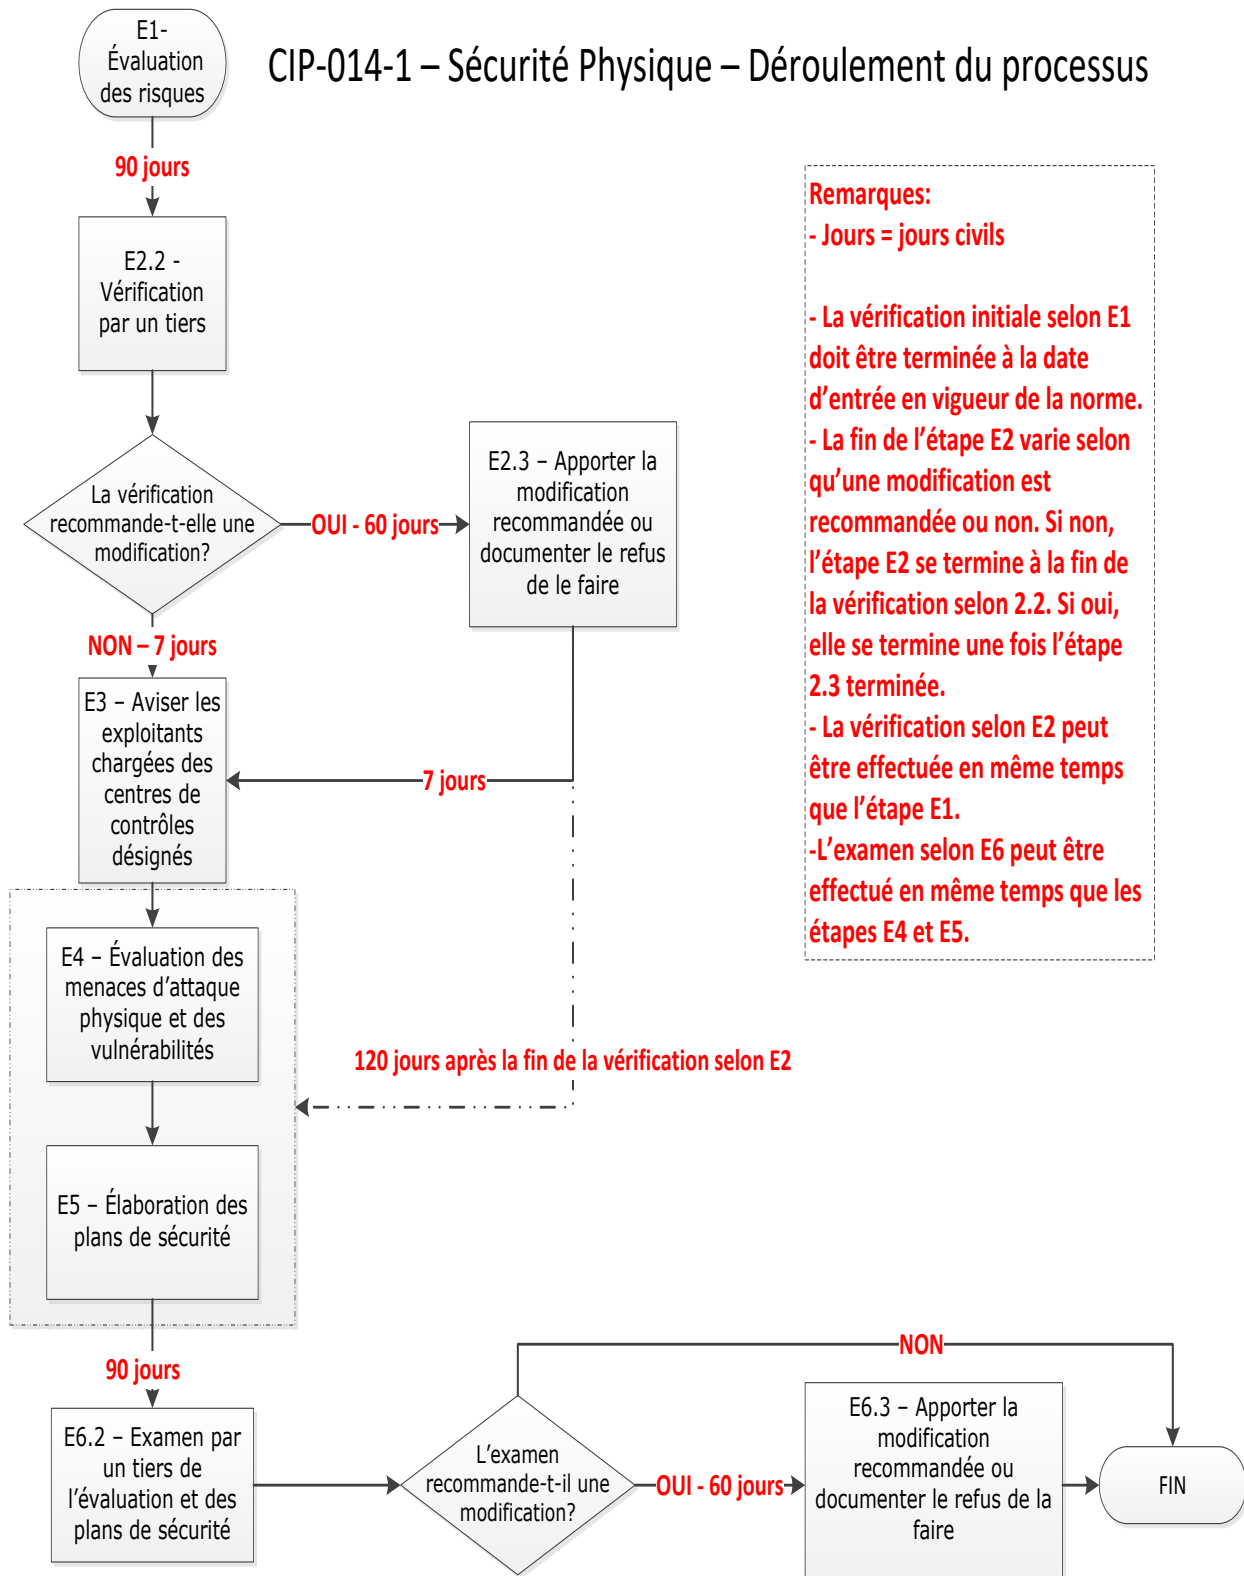 E1-
Évaluation
des risques
CIP-014-1 – Sécurité Physique – Déroulement du processus
90 jours
E2.2 -
Vérification
par un tiers
La vérification
recommande-t-elle une
modification?
OUI - 60 jours
E2.3 – Apporter la
modification
recommandée ou
documenter le refus
de le faire
NON – 7 jours
E3 – Aviser les
exploitants
chargées des
centres de
contrôles
désignés
7 jours
E4 – Évaluation des
menaces d’attaque
physique et des
vulnérabilités
120 jours après la fin de la vérification selon E2
E5 – Élaboration des
plans de sécurité
90 jours
E6.2 – Examen par
un tiers de
l’évaluation et des
plans de sécurité
L’examen
recommande-t-il une
modification?
NON
OUI - 60 jours
E6.3 – Apporter la
modification
recommandée ou
documenter le refus de la
faire
FIN
Remarques:
- Jours = jours civils
- La vérification initiale selon E1
doit être terminée à la date
d’entrée en vigueur de la norme.
- La fin de l’étape E2 varie selon
qu’une modification est
recommandée ou non. Si non,
l’étape E2 se termine à la fin de
la vérification selon 2.2. Si oui,
elle se termine une fois l’étape
2.3 terminée.
- La vérification selon E2 peut
être effectuée en même temps
que l’étape E1.
-L’examen selon E6 peut être
effectué en même temps que les
étapes E4 et E5.